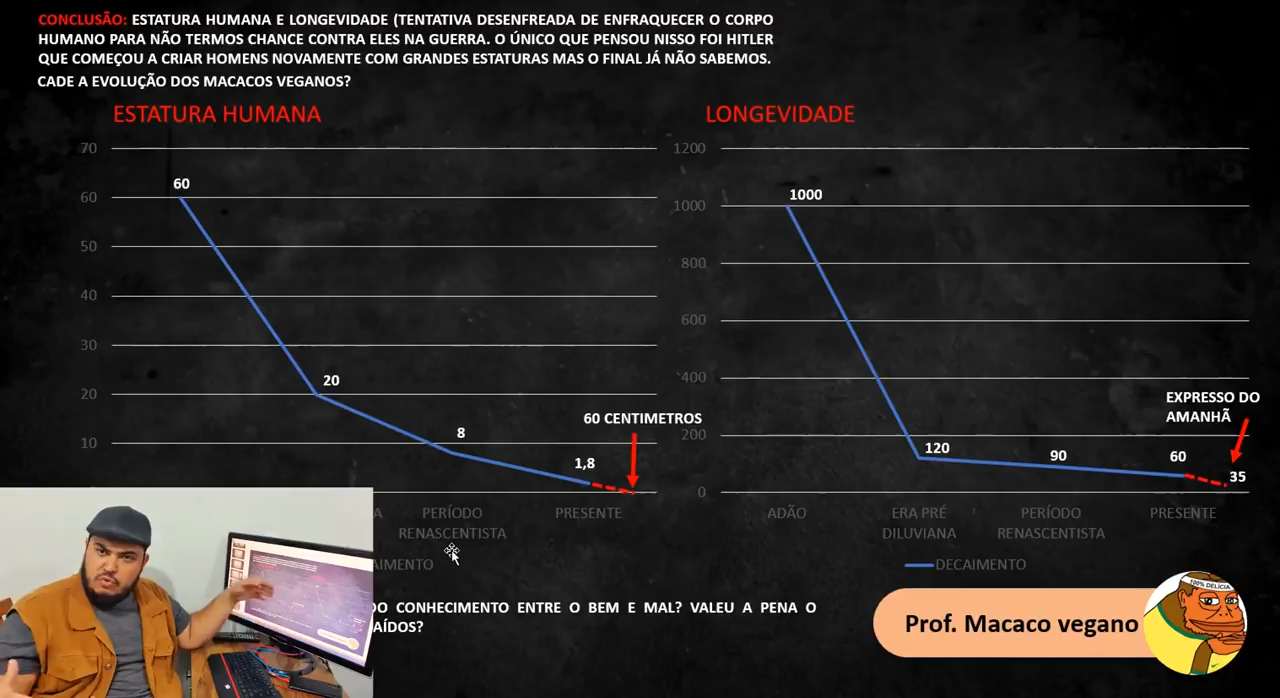 CONCLUSÃO: ESTATURA HUMANA E LONGEVIDADE (TENTATIVA DESENFREADA DE ENFRAQUECER O CORPO
HUMANO PARA NÃO TERMOS CHANCE CONTRA ELES NA GUERRA. O ÚNICO QUE PENSOU NISSO FOI HITLER
QUE COMEÇOU A CRIAR HOMENS NOVAMENTE COM GRANDES ESTATURAS MAS O FINAL JÁ NÃO SABEMOS.
CADE A EVOLUÇÃO DOS MACACOS VEGANOS?
ESTATURA HUMANA
70
60
50
40
30
20
10
60
20
8
1,8
60 CENTIMETROS
PERÍODO
RENASCENTISTA
PRESENTE
LONGEVIDADE
1200
1000
800
600
400
200
0
1000
120
90
60
35
EXPRESSO DO
AMANHÃ
ADÃO
ERA PRÉ
DILUVIANA
PERÍODO
RENASCENTISTA
PRESENTE
DECAIMENTO
DO CONHECIMENTO ENTRE O BEM E MAL? VALEU A PENA O
AÍDOS?
Prof. Macaco vegano
100% DELÍCIA